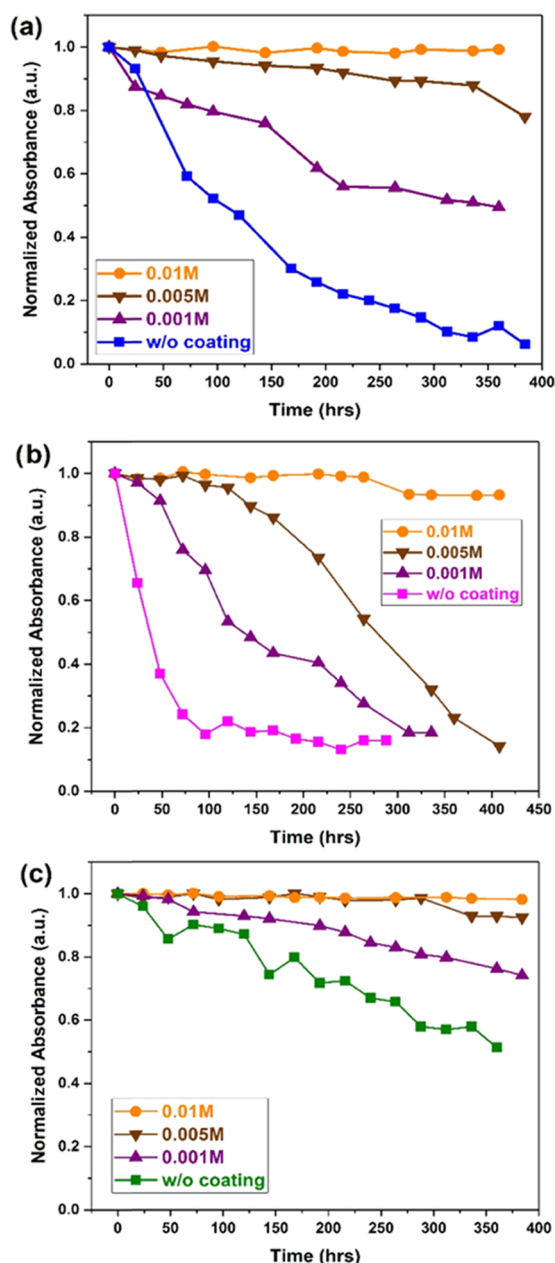 (a)
Normalized Absorbance (a.u.)
1.0
0.8
0.6
0.4
0.2
0.0
0.01M
0.005M
0.001M
w/o coating
0 50 100 150 200 250 300 350 400
Time (hrs)
(b)
Normalized Absorbance (a.u.)
1.0
0.8
0.6
0.4
0.2
0.0
0.01M
0.005M
0.001M
w/o coating
0 50 100 150 200 250 300 350 400 450
Time (hrs)
(c)
Normalized Absorbance (a.u.)
1.0
0.8
0.6
0.4
0.2
0.0
0.01M
0.005M
0.001M
w/o coating
0 50 100 150 200 250 300 350 400
Time (hrs)